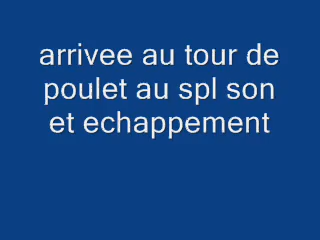 arrivee au tour de
poulet au spl son
et echappement